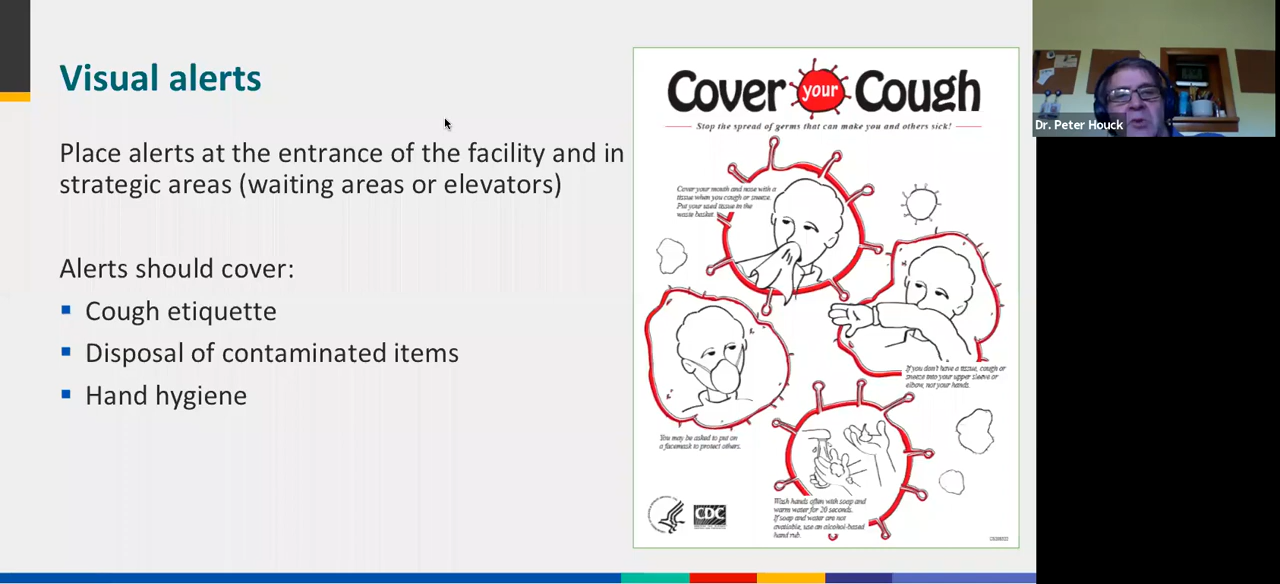 Visual alerts
Place alerts at the entrance of the facility and in
strategic areas (waiting areas or elevators)
Alerts should cover:
Cough etiquette
Disposal of contaminated items
Hand hygiene
Cover your Cough
Stop the spread of germs that can make you and others sick!
Cover your mouth and nose with a
tissue when you cough or sneeze.
Put your used tissue in the
waste basket.
If you don't have a tissue, cough or
sneeze into your upper sleeve or
elbow, not your hands.
You may be asked to put on
a facemask to protect others.
Wash hands often with soap and
warm water for 20 seconds.
If soap and water are not
available, use an alcohol-based
hand rub.
CDC
Dr. Peter Houck